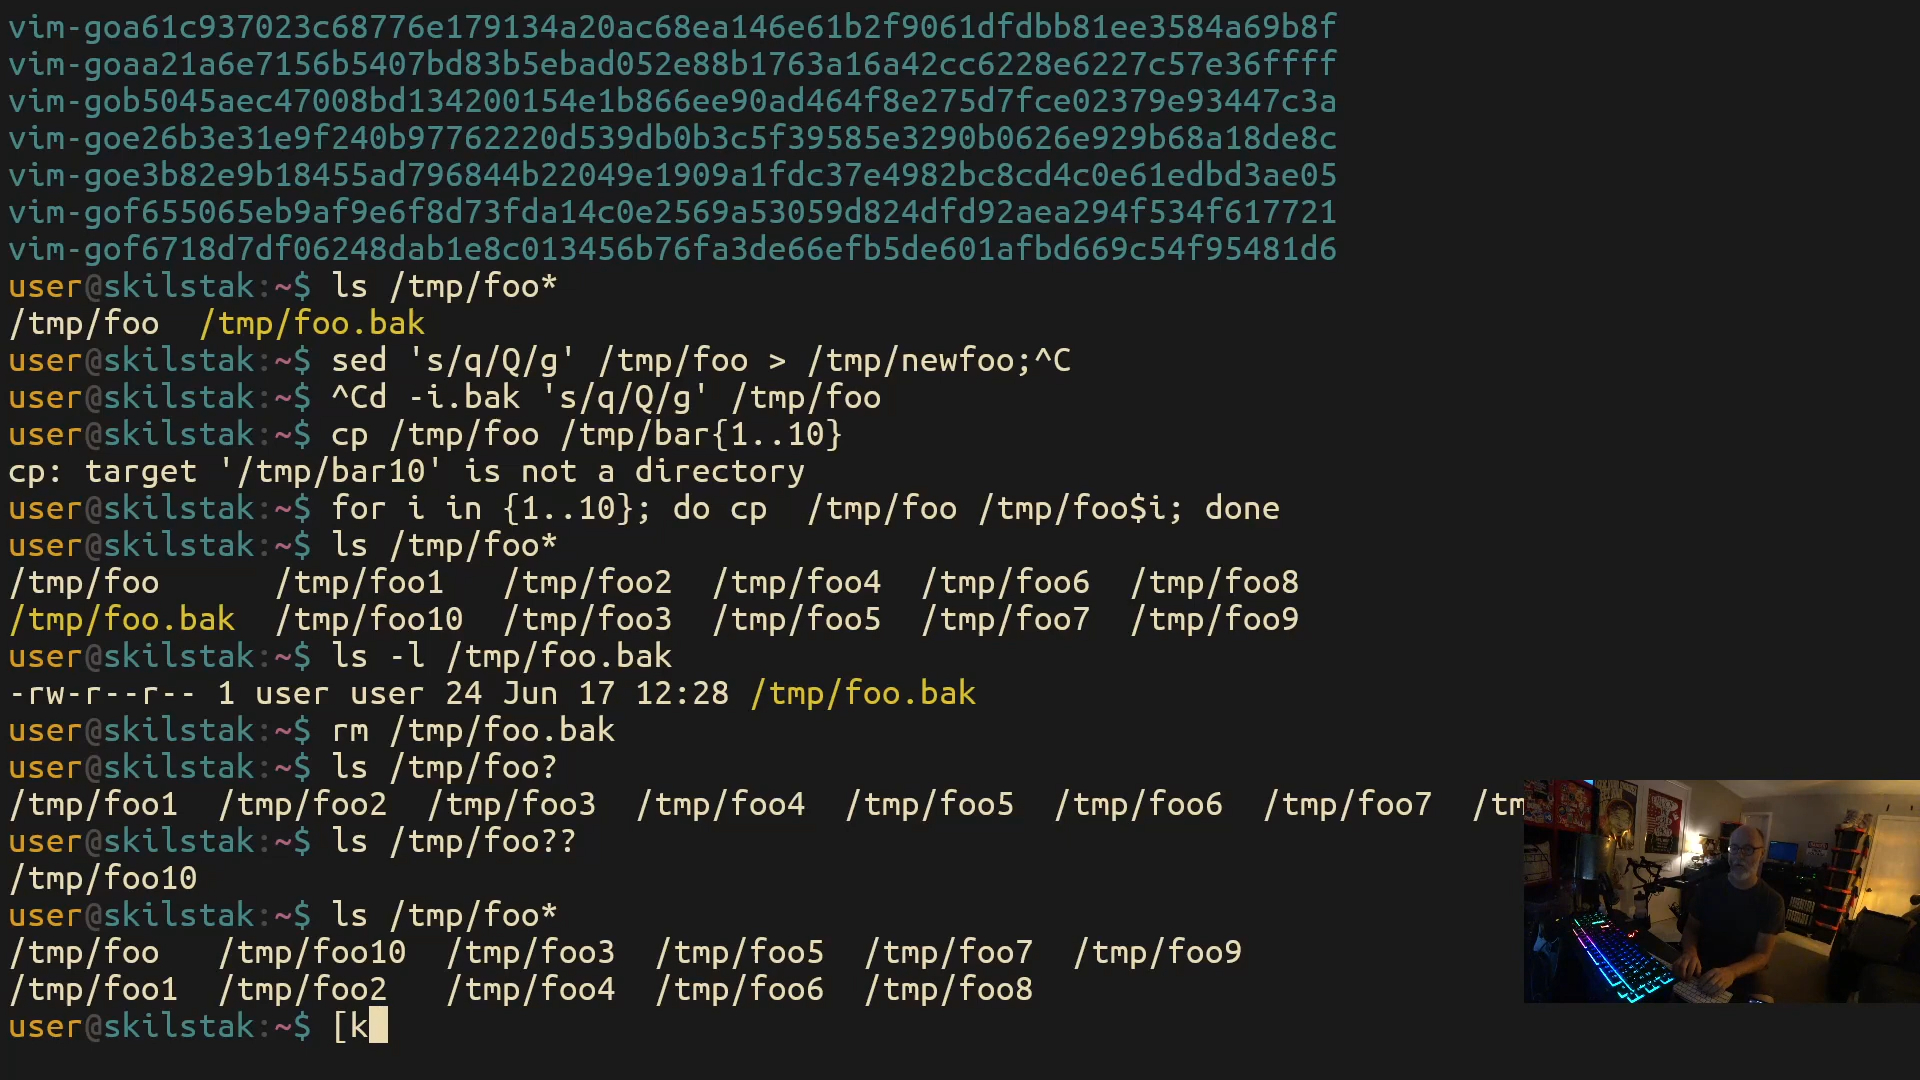 vim-goa61c937023c68776e179134a20ac68ea146e61b2f9061dfdbb81ee3584a69b8f
vim-goaa21a6e7156b5407bd83b5ebad052e88b1763a16a42cc6228e6227c57e36ffff
vim-gob5045aec47008bd134200154e1b866ee90ad464f8e275d7fce02379e93447c3a
vim-goe26b3e31e9f240b97762220d539db0b3c5f39585e3290b0626e929b68a18de8c
vim-goe3b82e9b18455ad796844b22049e1909a1fdc37e4982bc8cd4c0e61edbd3ae05
vim-gof655065eb9af9e6f8d73fda14c0e2569a53059d824dfd92aea294f534f617721
vim-gof6718d7df06248dab1e8c013456b76fa3de66efb5de601afbd669c54f95481d6
user@skilstak:~$ ls /tmp/foo*
/tmp/foo  /tmp/foo.bak
user@skilstak:~$ sed 's/q/Q/g' /tmp/foo > /tmp/newfoo;^C
user@skilstak:~$ ^Cd -i.bak 's/q/Q/g' /tmp/foo
user@skilstak:~$ cp /tmp/foo /tmp/bar{1..10}
cp: target '/tmp/bar10' is not a directory
user@skilstak:~$ for i in {1..10}; do cp  /tmp/foo /tmp/foo$i; done
user@skilstak:~$ ls /tmp/foo*
/tmp/foo      /tmp/foo1   /tmp/foo2  /tmp/foo4  /tmp/foo6  /tmp/foo8
/tmp/foo.bak  /tmp/foo10  /tmp/foo3  /tmp/foo5  /tmp/foo7  /tmp/foo9
user@skilstak:~$ ls -l /tmp/foo.bak
-rw-r--r-- 1 user user 24 Jun 17 12:28 /tmp/foo.bak
user@skilstak:~$ rm /tmp/foo.bak
user@skilstak:~$ ls /tmp/foo?
/tmp/foo1  /tmp/foo2  /tmp/foo3  /tmp/foo4  /tmp/foo5  /tmp/foo6  /tmp/foo7  /tm
user@skilstak:~$ ls /tmp/foo??
/tmp/foo10
user@skilstak:~$ ls /tmp/foo*
/tmp/foo   /tmp/foo10  /tmp/foo3  /tmp/foo5  /tmp/foo7  /tmp/foo9
/tmp/foo1  /tmp/foo2   /tmp/foo4  /tmp/foo6  /tmp/foo8
user@skilstak:~$ [k